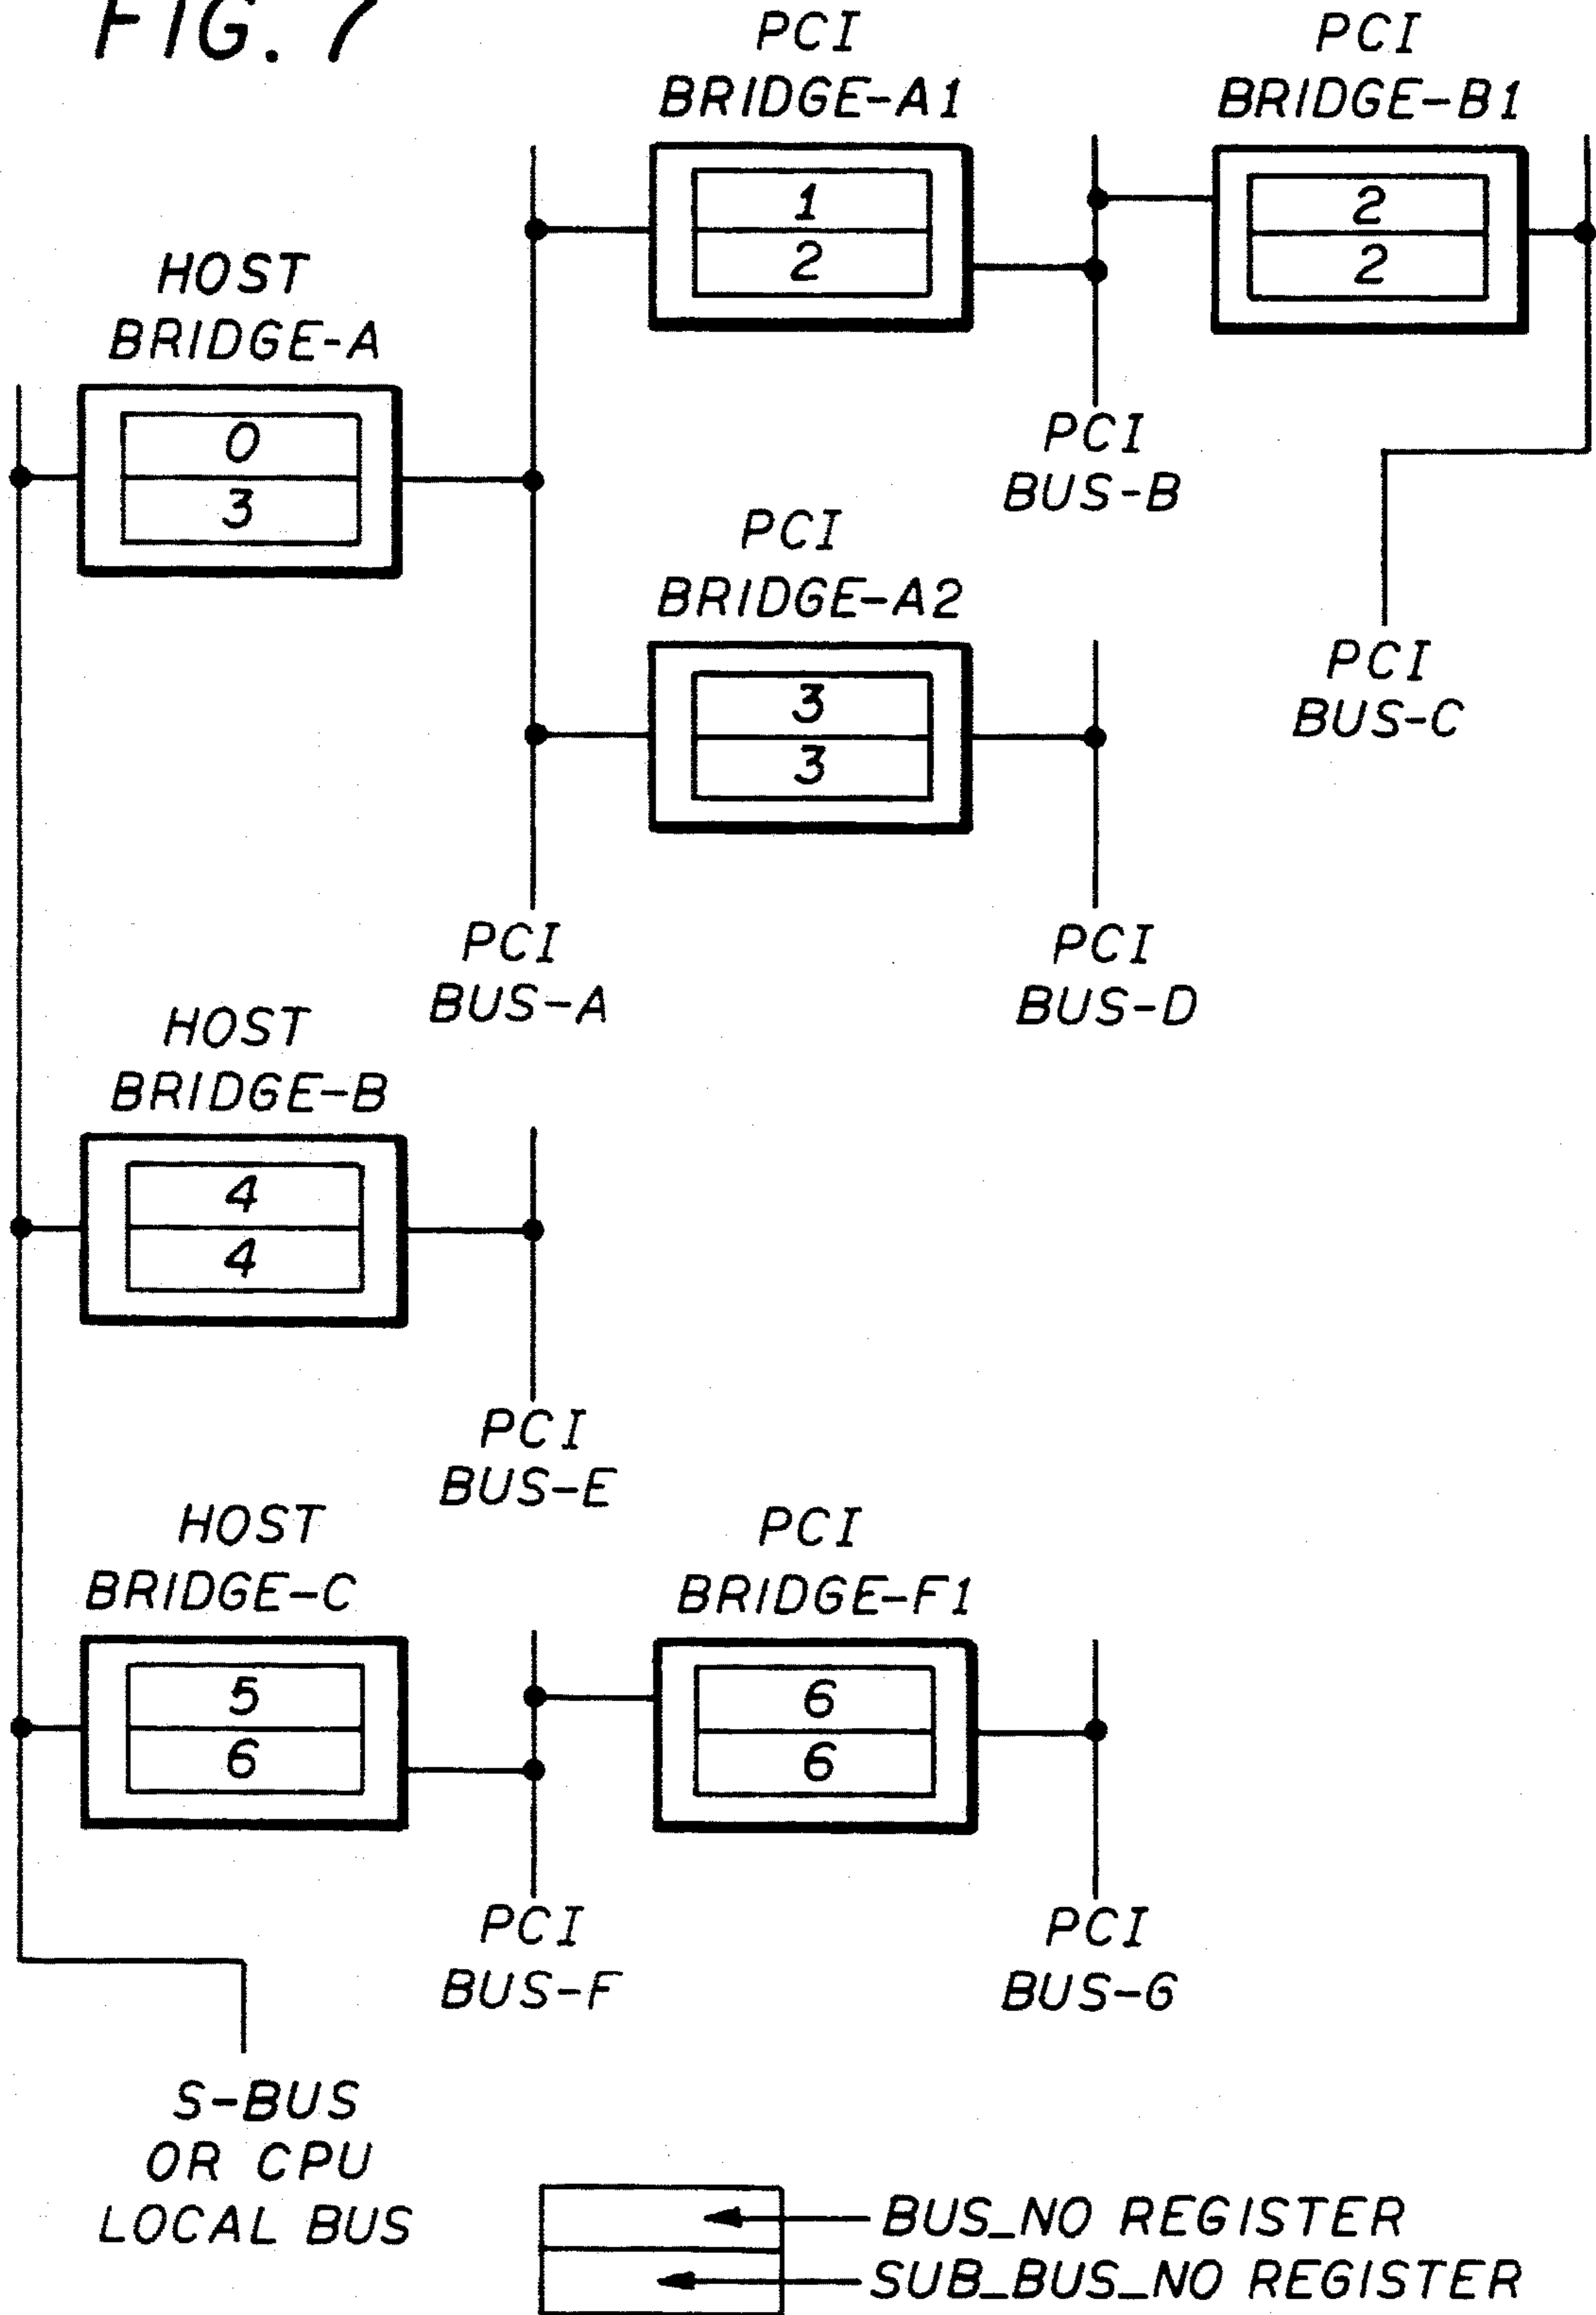 FIG. 7
PCI
BRIDGE-A1
1
2
PCI
BRIDGE-B1
2
2
HOST
BRIDGE-A
0
3
PCI
BUS-B
PCI
BUS-C
PCI
BRIDGE-A2
3
3
PCI
BUS-A
PCI
BUS-D
HOST
BRIDGE-B
4
4
PCI
BUS-E
HOST
BRIDGE-C
5
6
PCI
BRIDGE-F1
6
6
PCI
BUS-F
PCI
BUS-G
S-BUS
OR CPU
LOCAL BUS
BUS_NO REGISTER
SUB_BUS_NO REGISTER